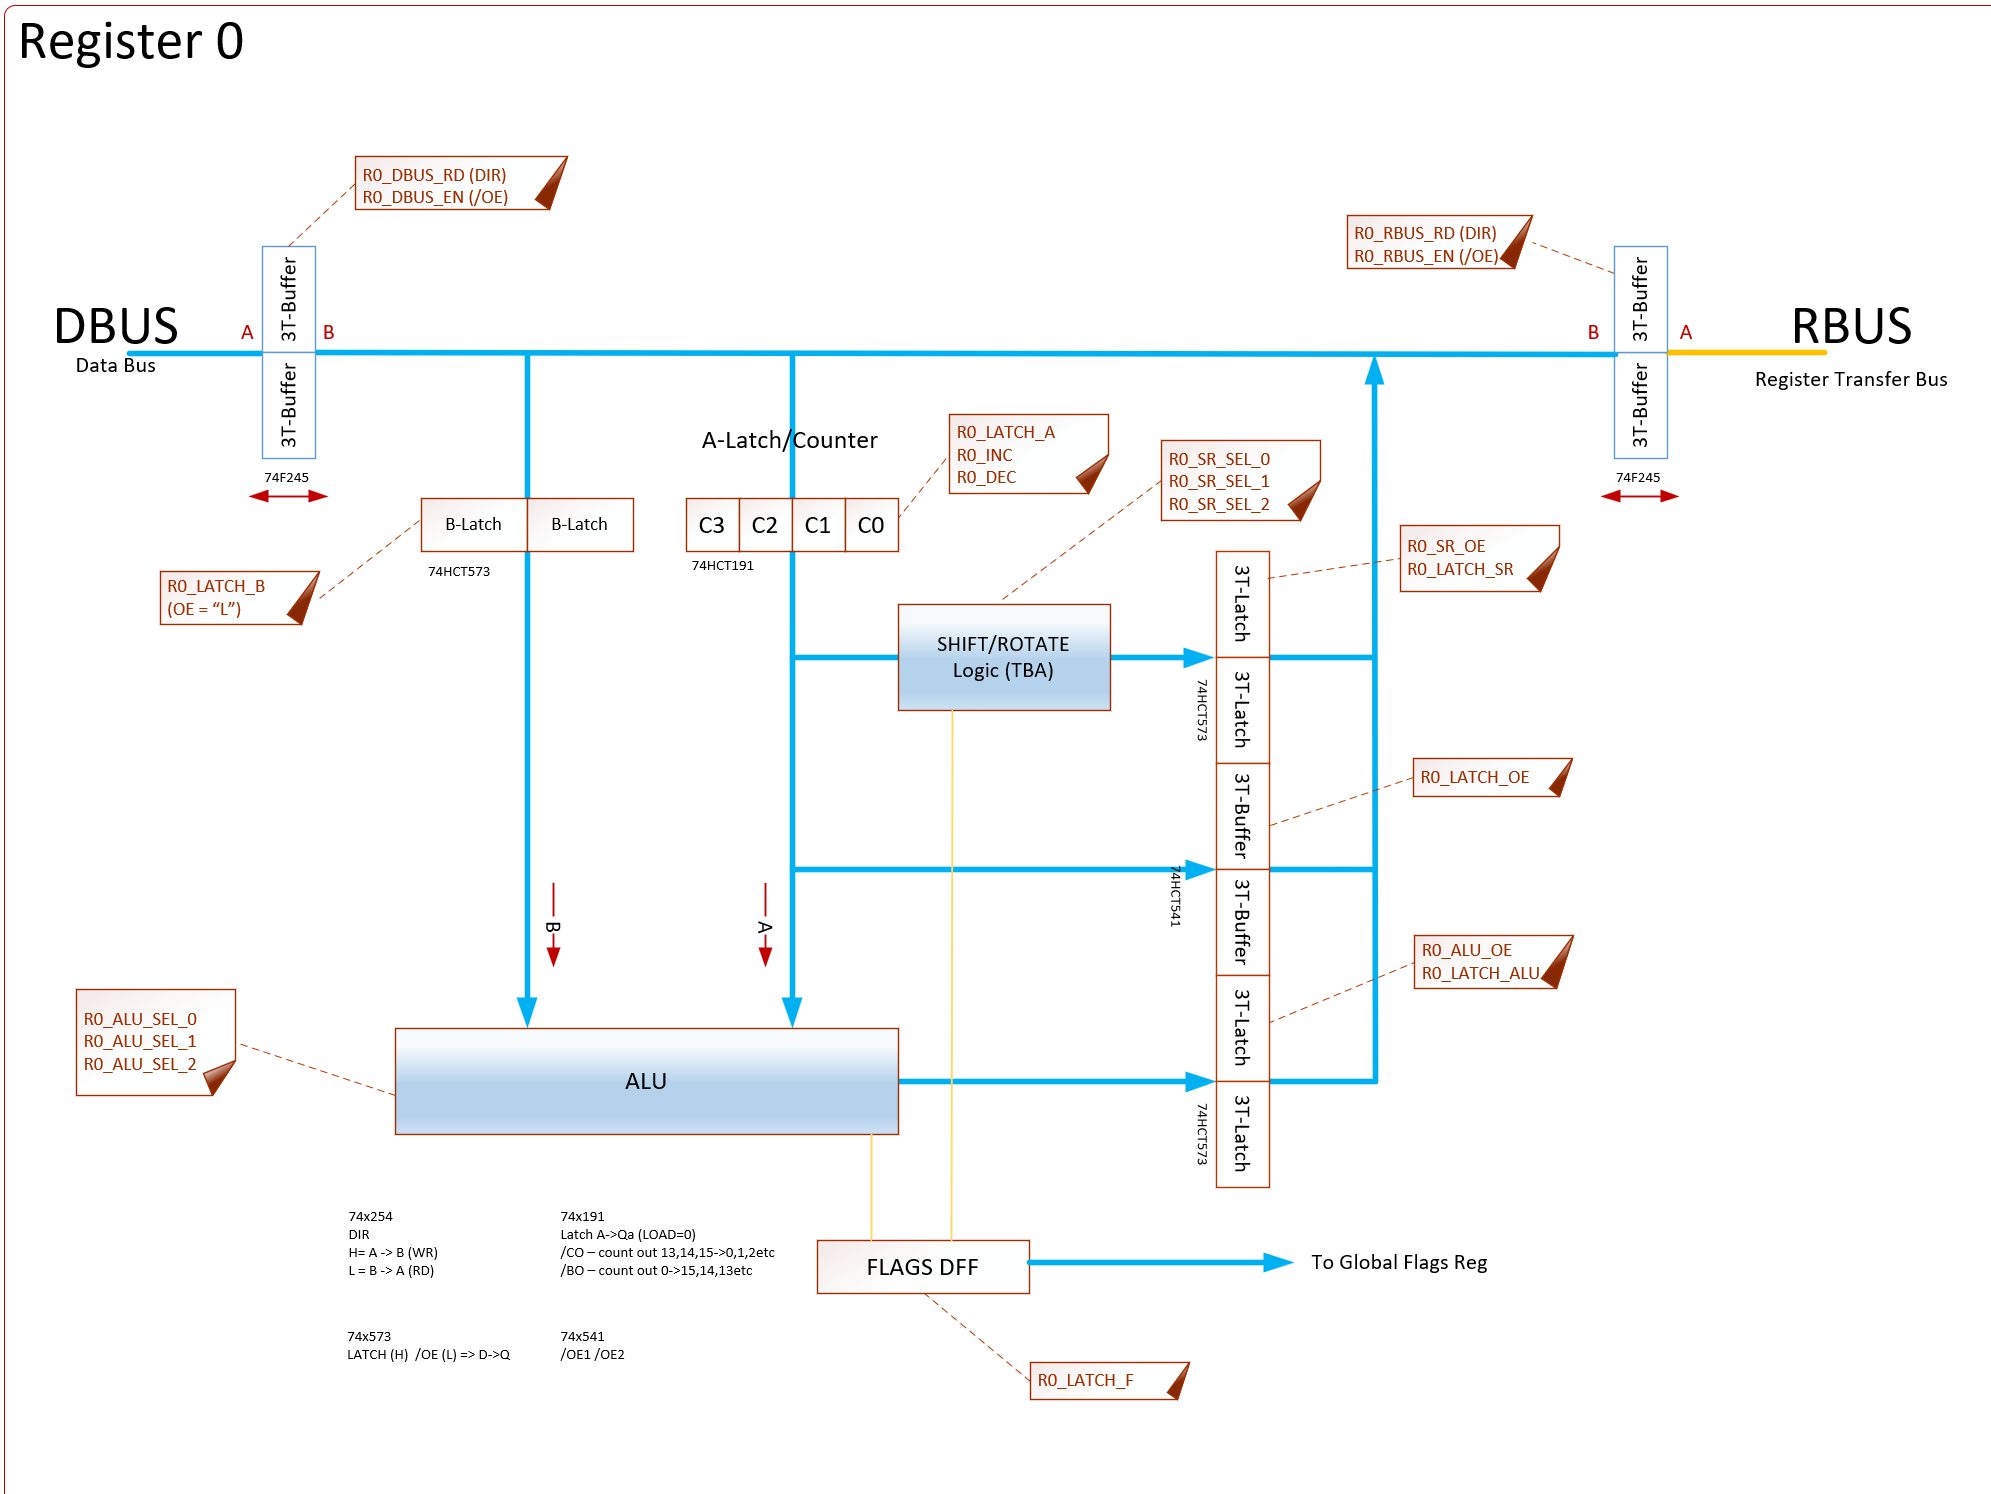 Register 0
R0_DBUS_RD (DIR)
R0_DBUS_EN (/OE)
R0_RBUS_RD (DIR)
R0_RBUS_EN (/OE)
3T-Buffer
3T-Buffer
DBUS
Data Bus
A
B
B
A
3T-Buffer
3T-Buffer
RBUS
Register Transfer Bus
74F245
74F245
A-Latch/Counter
R0_LATCH_A
R0_INC
R0_DEC
R0_SR_SEL_0
R0_SR_SEL_1
R0_SR_SEL_2
B-Latch
B-Latch
74HCT573
C3
C2
C1
C0
74HCT191
R0_SR_OE
R0_LATCH_SR
R0_LATCH_B
(OE = “L”)
SHIFT/ROTATE
Logic (TBA)
3T-Latch
3T-Latch
74HCT573
R0_LATCH_OE
3T-Buffer
3T-Buffer
74HCT541
B
A
R0_ALU_OE
R0_LATCH_ALU
R0_ALU_SEL_0
R0_ALU_SEL_1
R0_ALU_SEL_2
ALU
3T-Latch
3T-Latch
74HCT573
74x254
DIR
H= A -> B (WR)
L = B -> A (RD)
74x191
Latch A->Qa (LOAD=0)
/CO – count out 13,14,15->0,1,2etc
/BO – count out 0->15,14,13etc
FLAGS DFF
To Global Flags Reg
74x573
LATCH (H)  /OE (L) => D->Q
74x541
/OE1 /OE2
R0_LATCH_F